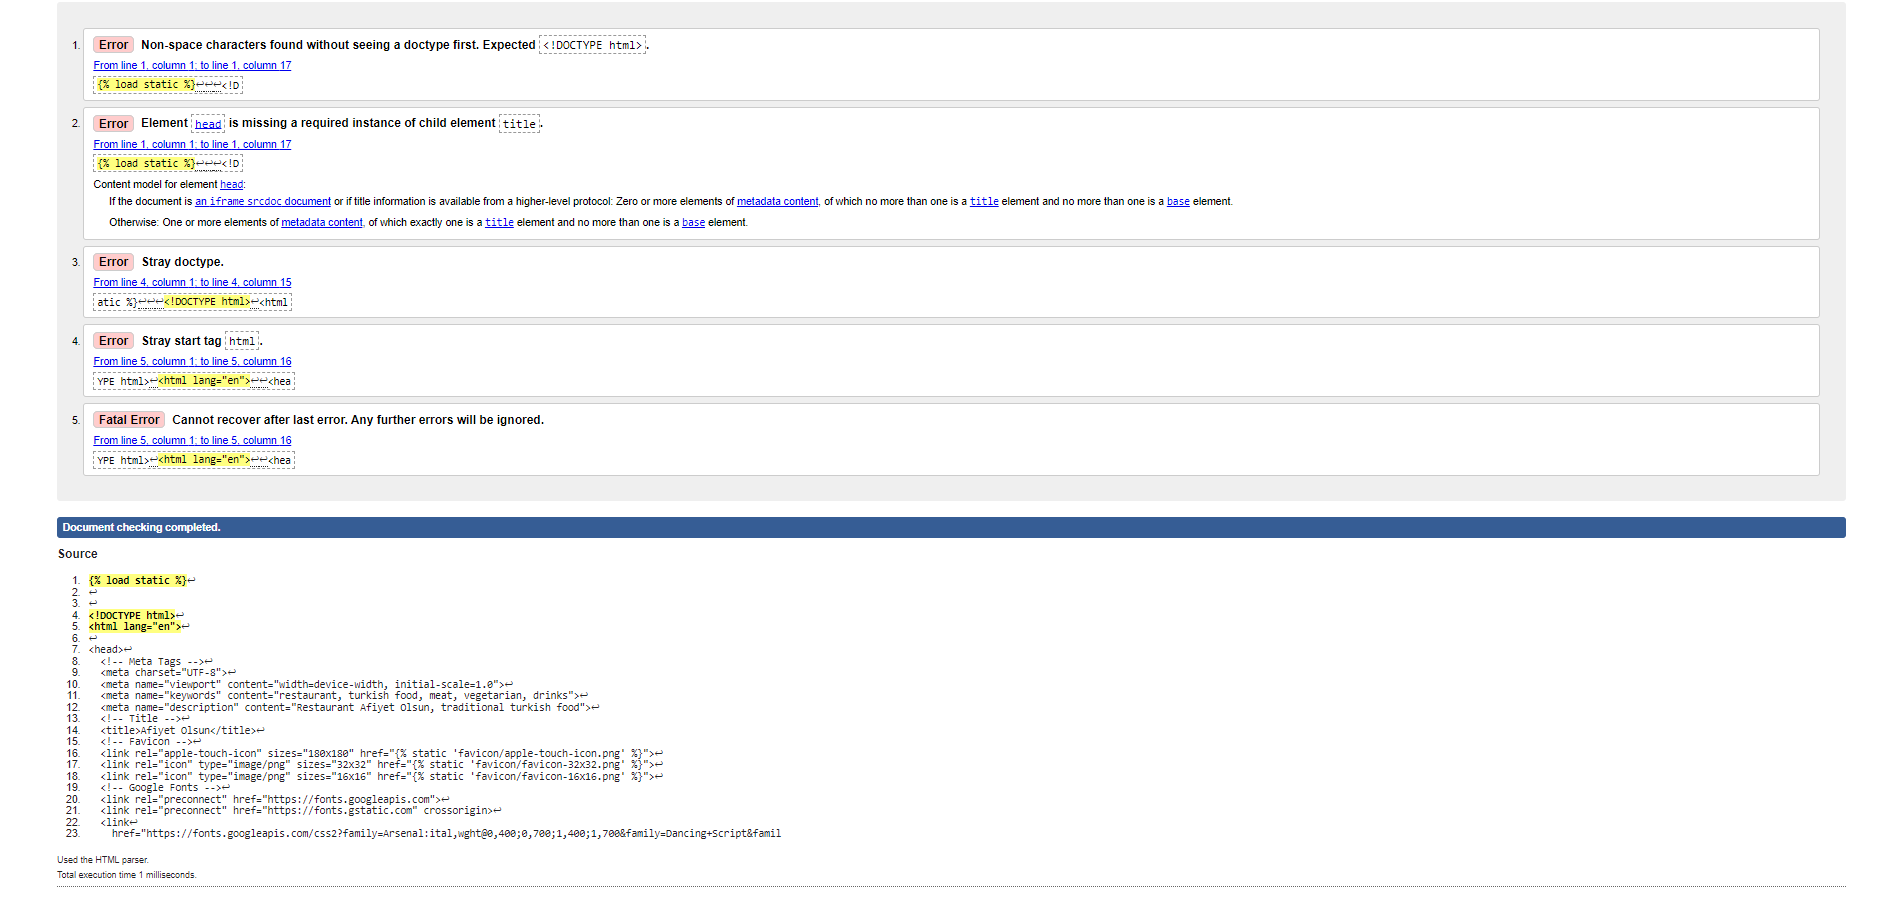 1. Error Non-space characters found without seeing a doctype first. Expected <!DOCTYPE html>.
From line 1, column 1; to line 1, column 17
{% load static %}↩↩↩<!D
2. Error Element head is missing a required instance of child element title.
From line 1, column 1; to line 1, column 17
{% load static %}↩↩↩<!D
Content model for element head:
If the document is an iframe srcdoc document or if title information is available from a higher-level protocol: Zero or more elements of metadata content, of which no more than one is a title element and no more than one is a base element.
Otherwise: One or more elements of metadata content, of which exactly one is a title element and no more than one is a base element.
3. Error Stray doctype.
From line 4, column 1; to line 4, column 15
atic %}↩↩↩<!DOCTYPE html>↩<html
4. Error Stray start tag html.
From line 5, column 1; to line 5, column 16
YPE html>↩<html lang="en">↩↩<hea
5. Fatal Error Cannot recover after last error. Any further errors will be ignored.
From line 5, column 1; to line 5, column 16
YPE html>↩<html lang="en">↩↩<hea
Document checking completed.
Source
1. {% load static %}↩
2. ↩
3. ↩
4. <!DOCTYPE html>↩
5. <html lang="en">↩
6. ↩
7. <head>↩
8. <!-- Meta Tags -->↩
9. <meta charset="UTF-8">↩
10. <meta name="viewport" content="width=device-width, initial-scale=1.0">↩
11. <meta name="keywords" content="restaurant, turkish food, meat, vegetarian, drinks">↩
12. <meta name="description" content="Restaurant Afiyet Olsun, traditional turkish food">↩
13. <!-- Title -->↩
14. <title>Afiyet Olsun</title>↩
15. <!-- Favicon -->↩
16. <link rel="apple-touch-icon" sizes="180x180" href="{% static 'favicon/apple-touch-icon.png' %}">↩
17. <link rel="icon" type="image/png" sizes="32x32" href="{% static 'favicon/favicon-32x32.png' %}">↩
18. <link rel="icon" type="image/png" sizes="16x16" href="{% static 'favicon/favicon-16x16.png' %}">↩
19. <!-- Google Fonts -->↩
20. <link rel="preconnect" href="https://fonts.googleapis.com">↩
21. <link rel="preconnect" href="https://fonts.gstatic.com" crossorigin>↩
22. <link↩
23. href="https://fonts.googleapis.com/css2?family=Arsenal:ital,wght@0,400;0,700;1,400;1,700&family=Dancing+Script&famil
Used the HTML parser.
Total execution time 1 milliseconds.